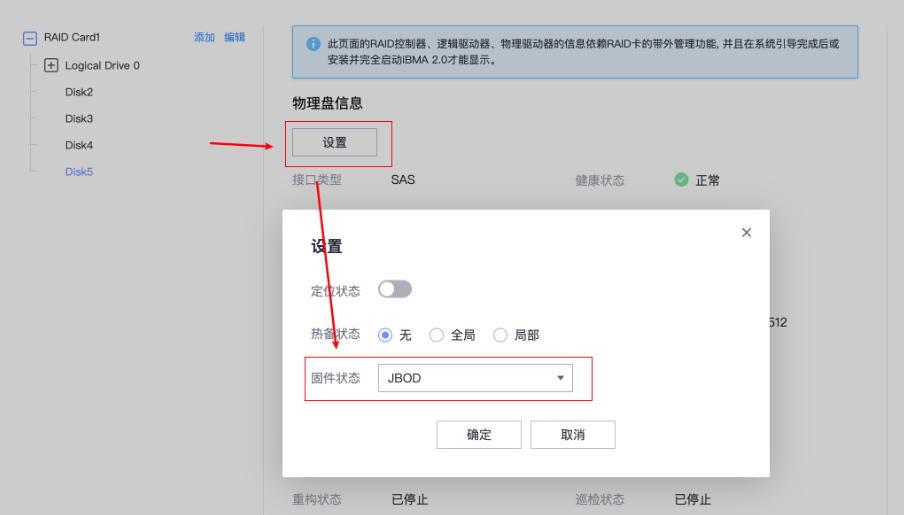 RAID Card1 添加 编辑
Logical Drive 0
Disk2
Disk3
Disk4
Disk5
此页面的RAID控制器、逻辑驱动器、物理驱动器的信息依赖RAID卡的带外管理功能, 并且在系统引导完成后或
安装并完全启动iBMA 2.0才能显示。
物理盘信息
设置
接口类型 SAS 健康状态 正常
设置
定位状态
512
热备状态 无 全局 局部
固件状态 JBOD
确定 取消
重构状态 已停止 巡检状态 已停止